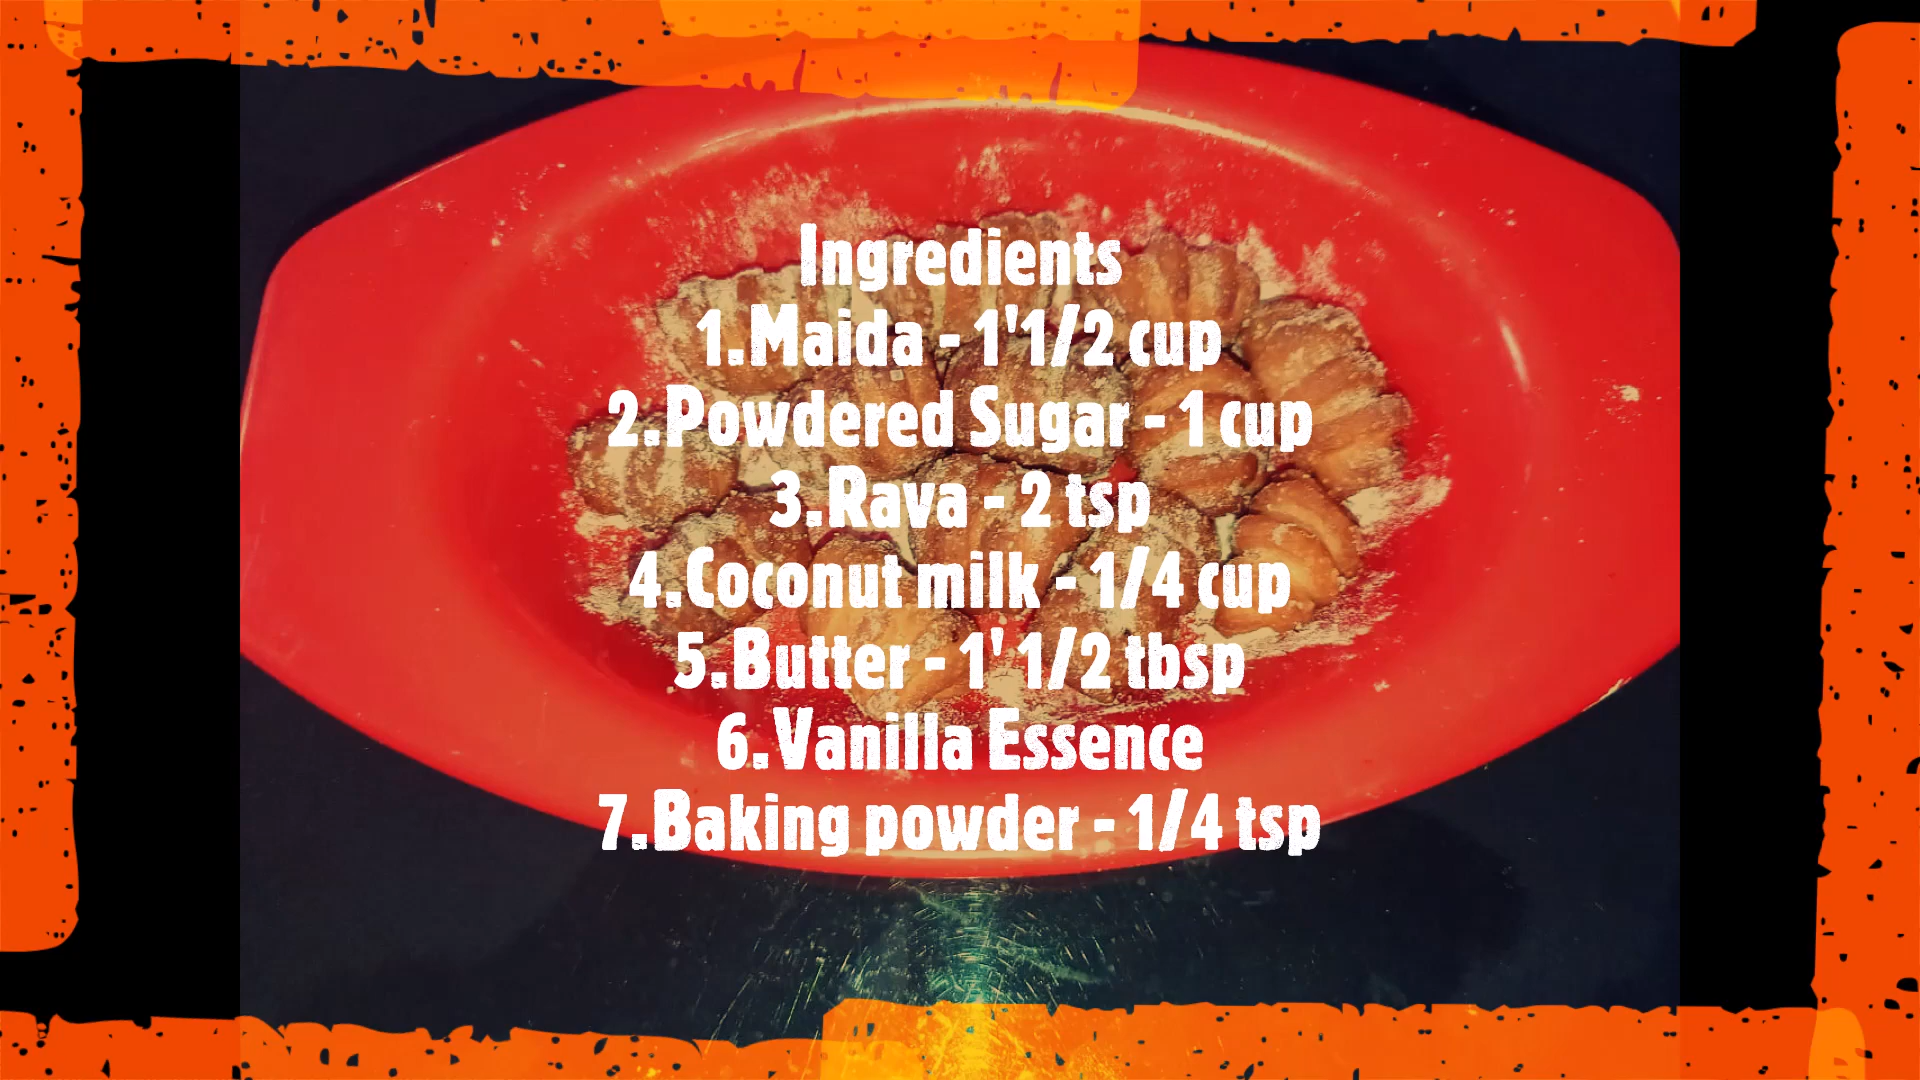 Ingredients
1.Maida - 1'1/2 cup
2.Powdered Sugar - 1 cup
3.Rava - 2 tsp
4.Coconut milk - 1/4 cup
5.Butter - 1' 1/2 tbsp
6.Vanilla Essence
7.Baking powder - 1/4 tsp